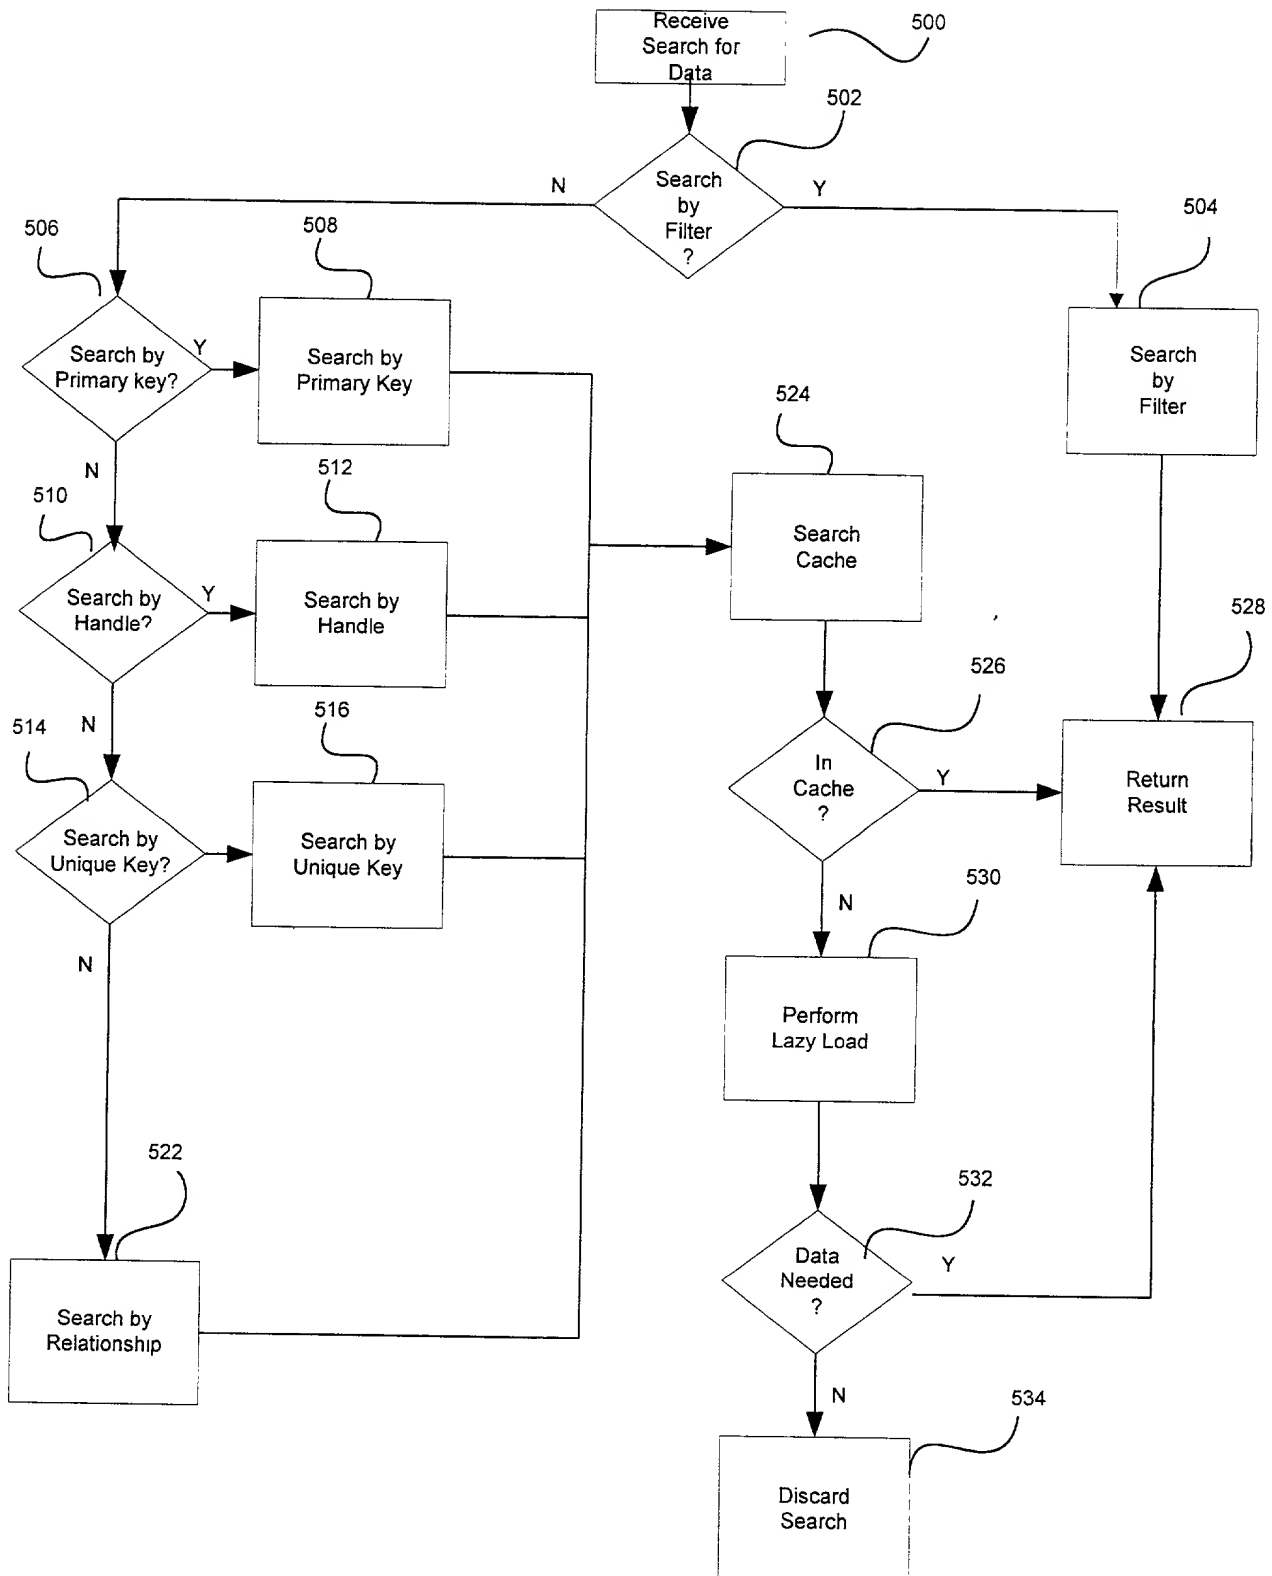 Receive
Search for
Data
500
502
Search
by
Filter
?
N
Y
504
506
508
Search by
Primary key?
Y
Search by
Primary Key
Search
by
Filter
524
N
510
512
Search by
Handle?
Y
Search by
Handle
Search
Cache
528
526
N
514
516
Search by
Unique Key?
Search by
Unique Key
In
Cache
?
Y
Return
Result
N
530
N
Perform
Lazy Load
522
532
Search by
Relationship
Data
Needed
?
Y
N
534
Discard
Search